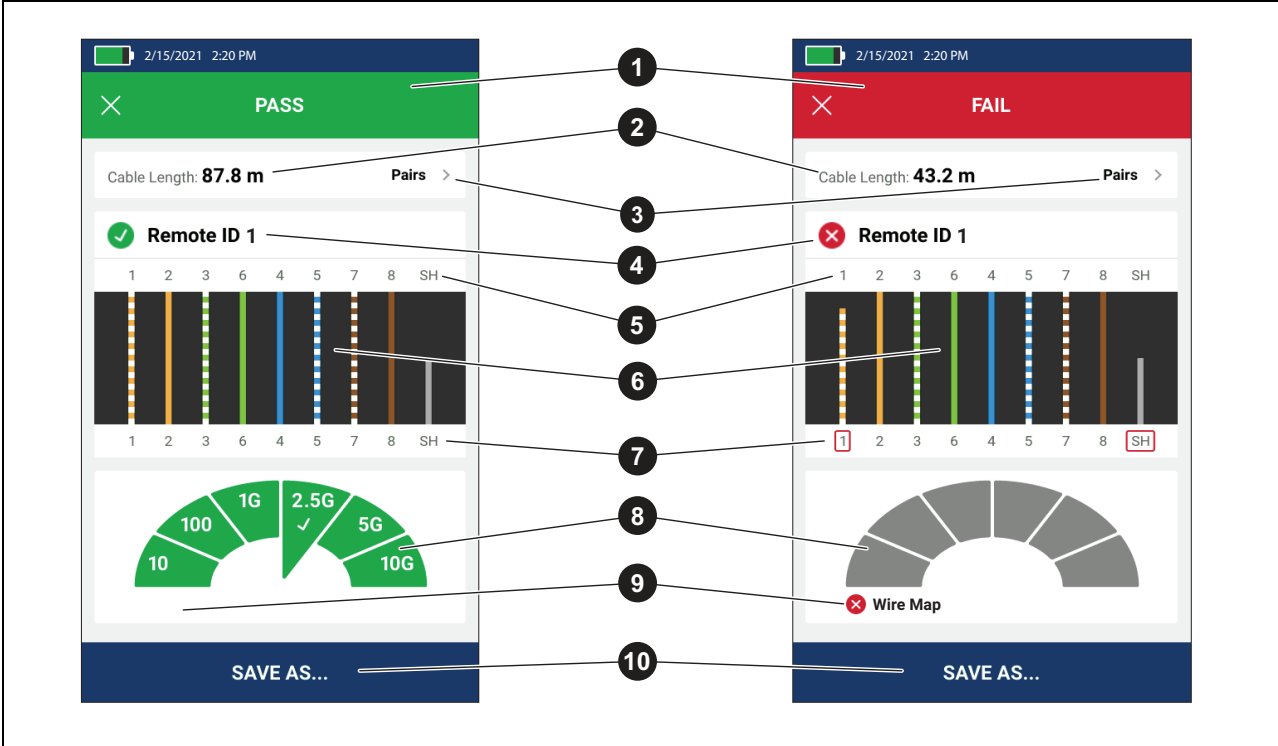 2/15/2021 2:20 PM
PASS
Cable Length: 87.8 m
Pairs
Remote ID 1
1 2 3 6 4 5 7 8 SH
1 2 3 6 4 5 7 8 SH
10
100
1G
2.5G
5G
10G
SAVE AS...
1
2
3
4
5
6
7
8
9
10
2/15/2021 2:20 PM
FAIL
Cable Length: 43.2 m
Pairs
Remote ID 1
1 2 3 6 4 5 7 8 SH
1 2 3 6 4 5 7 8 SH
Wire Map
SAVE AS...